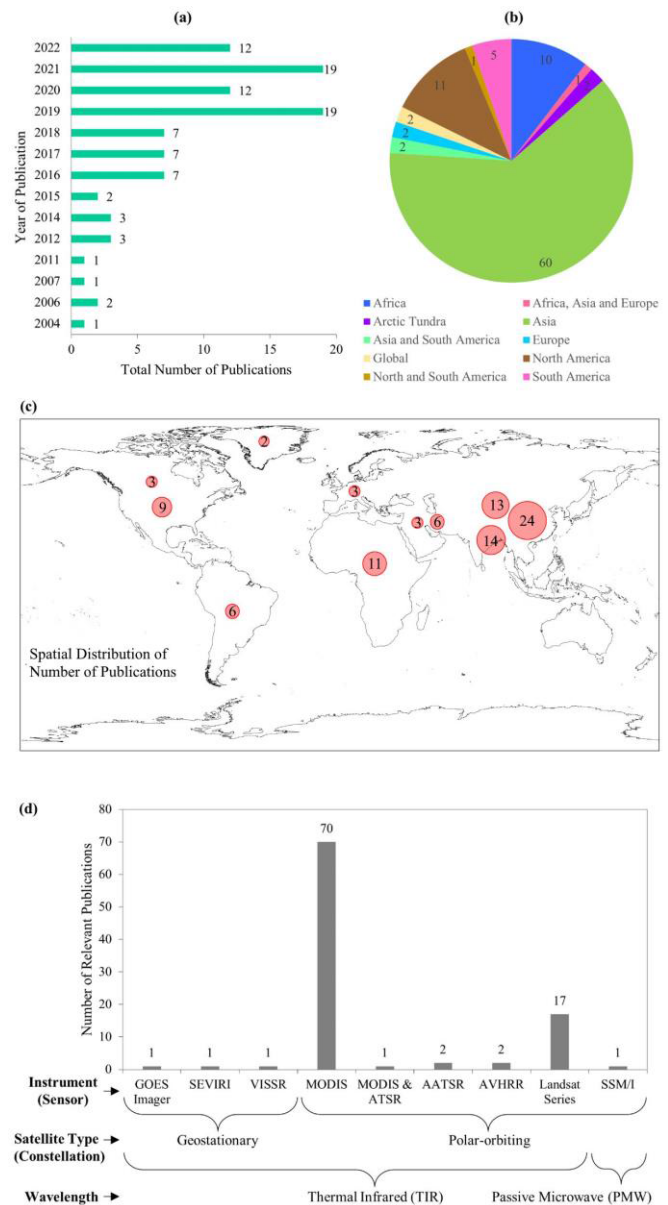 (a)
Year of Publication
2022 12
2021 19
2020 12
2019 19
2018 7
2017 7
2016 7
2015 2
2014 3
2012 3
2011 1
2007 1
2006 2
2004 1
0 5 10 15 20
Total Number of Publications
(b)
10
1
60
2
2
2
11
1
5
Africa
Africa, Asia and Europe
Arctic Tundra
Asia
Asia and South America
Europe
Global
North America
North and South America
South America
(c)
2
3
9
3
3
6
13
24
14
11
6
Spatial Distribution of
Number of Publications
(d)
Number of Relevant Publications
80
70
60
50
40
30
20
10
0
1 1 1 70 1 2 2 17 1
Instrument
(Sensor)
GOES
Imager
SEVIRI
VISSR
MODIS
MODIS &
ATSR
AATSR
AVHRR
Landsat
Series
SSM/I
Satellite Type
(Constellation)
Geostationary
Polar-orbiting
Wavelength
Thermal Infrared (TIR)
Passive Microwave (PMW)